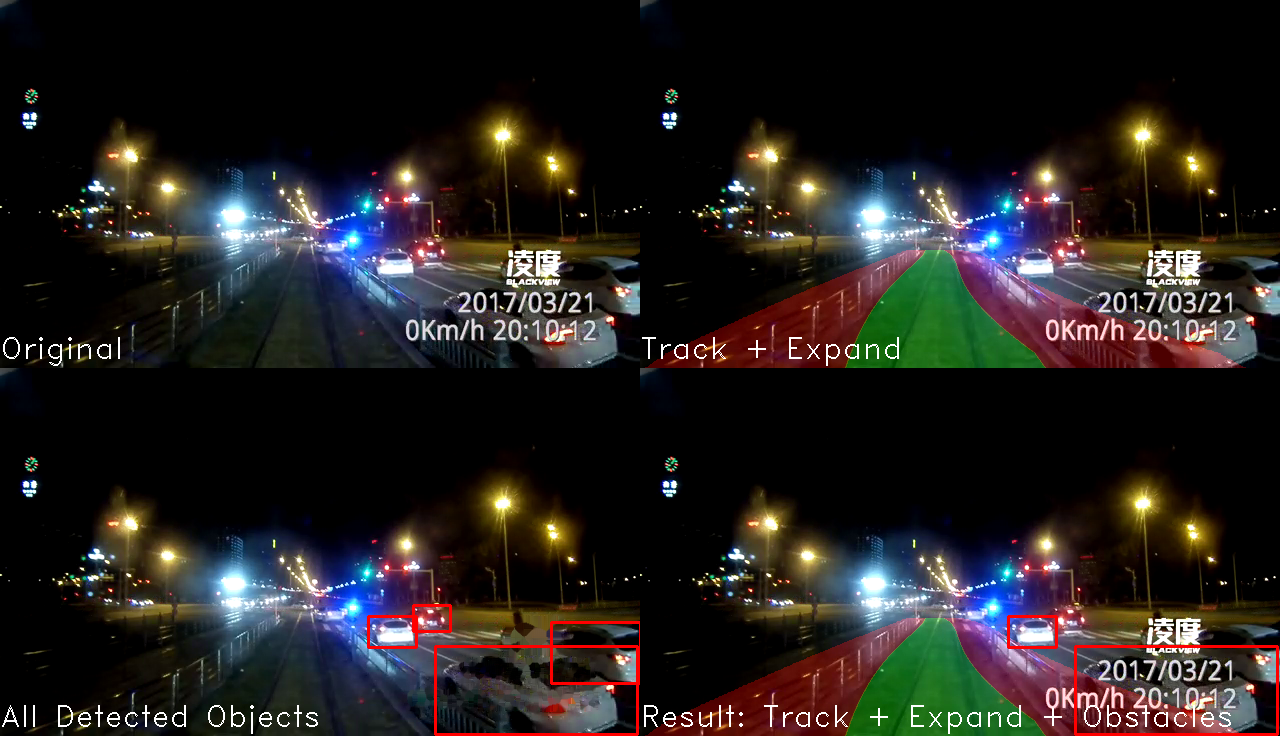 凌度
BLACKVIEW
2017/03/21
0Km/h 20:10:12
Original
凌度
BLACKVIEW
2017/03/21
0Km/h 20:10:12
Track + Expand
All Detected Objects
凌度
BLACKVIEW
2017/03/21
0Km/h 20:10:12
Result: Track + Expand + Obstacles